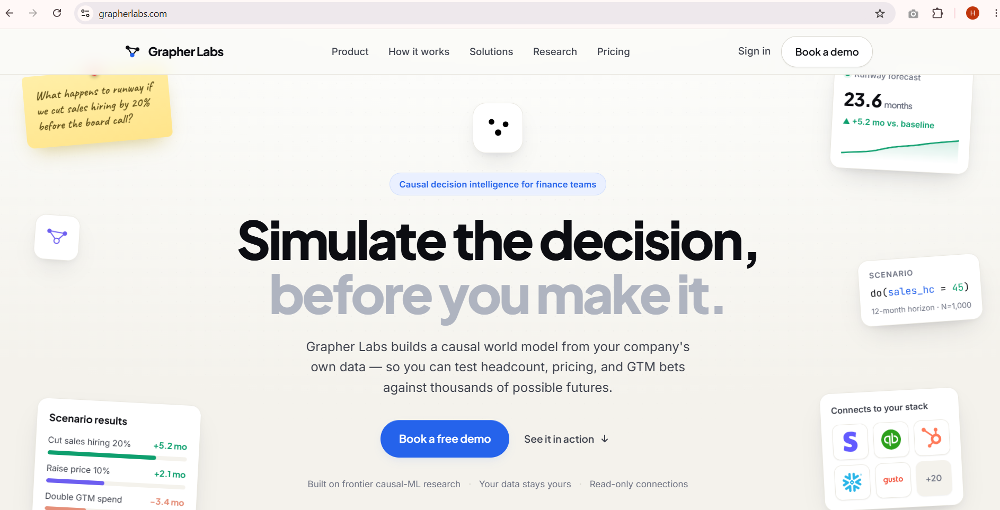 grapherlabs.com
H
Grapher Labs
Product
How it works
Solutions
Research
Pricing
Sign in
Book a demo
What happens to runway if
we cut sales hiring by 20%
before the board call?
Runway forecast
23.6 months
▲ +5.2 mo vs. baseline
Causal decision intelligence for finance teams
Simulate the decision,
before you make it.
SCENARIO
do(sales_hc = 45)
12-month horizon · N=1,000
Grapher Labs builds a causal world model from your company's
own data — so you can test headcount, pricing, and GTM bets
against thousands of possible futures.
Book a free demo
See it in action ↓
Built on frontier causal-ML research · Your data stays yours · Read-only connections
Scenario results
Cut sales hiring 20% +5.2 mo
Raise price 10% +2.1 mo
Double GTM spend −3.4 mo
Connects to your stack
S
qb
gusto
+20